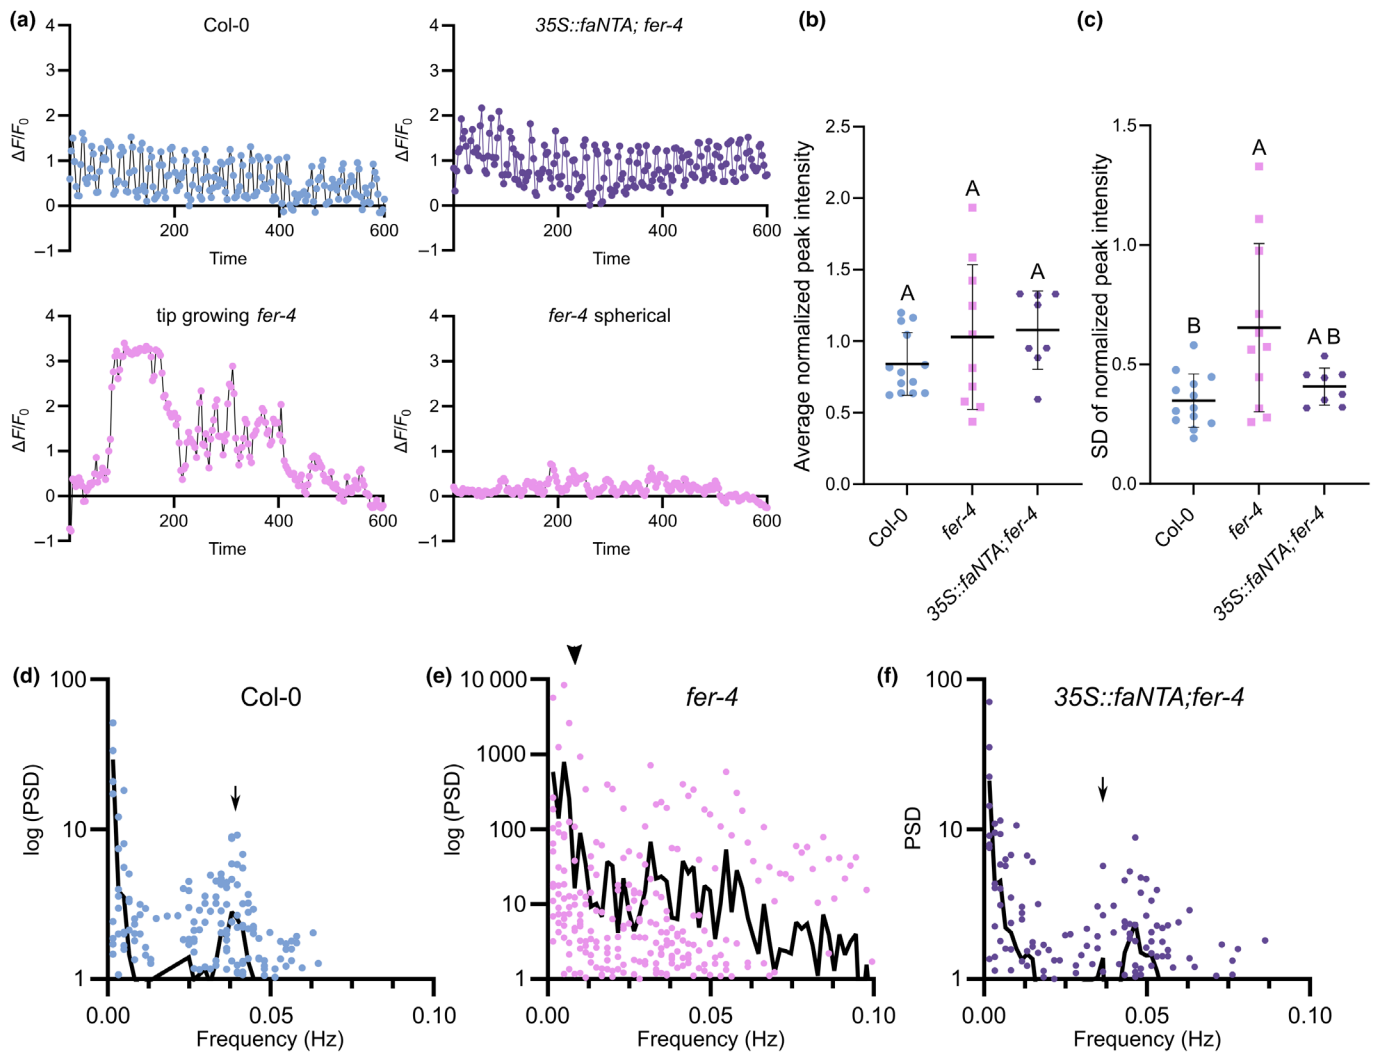 (a)
Col-0
4
3
2
1
0
–1
ΔF/F0
200
400
600
Time
35S::faNTA; fer-4
4
3
2
1
0
–1
ΔF/F0
200
400
600
Time
tip growing fer-4
4
3
2
1
0
–1
ΔF/F0
200
400
600
Time
fer-4 spherical
4
3
2
1
0
–1
ΔF/F0
200
400
600
Time
(b)
Average normalized peak intensity
2.5
2.0
1.5
1.0
0.5
0.0
A
A
A
Col-0
fer-4
35S::faNTA; fer-4
(c)
SD of normalized peak intensity
1.5
1.0
0.5
0.0
B
A
A B
Col-0
fer-4
35S::faNTA; fer-4
(d)
Col-0
log (PSD)
100
10
1
0.00
0.05
0.10
Frequency (Hz)
(e)
fer-4
log (PSD)
10 000
1000
100
10
1
0.00
0.05
0.10
Frequency (Hz)
(f)
35S::faNTA;fer-4
PSD
100
10
1
0.00
0.05
0.10
Frequency (Hz)